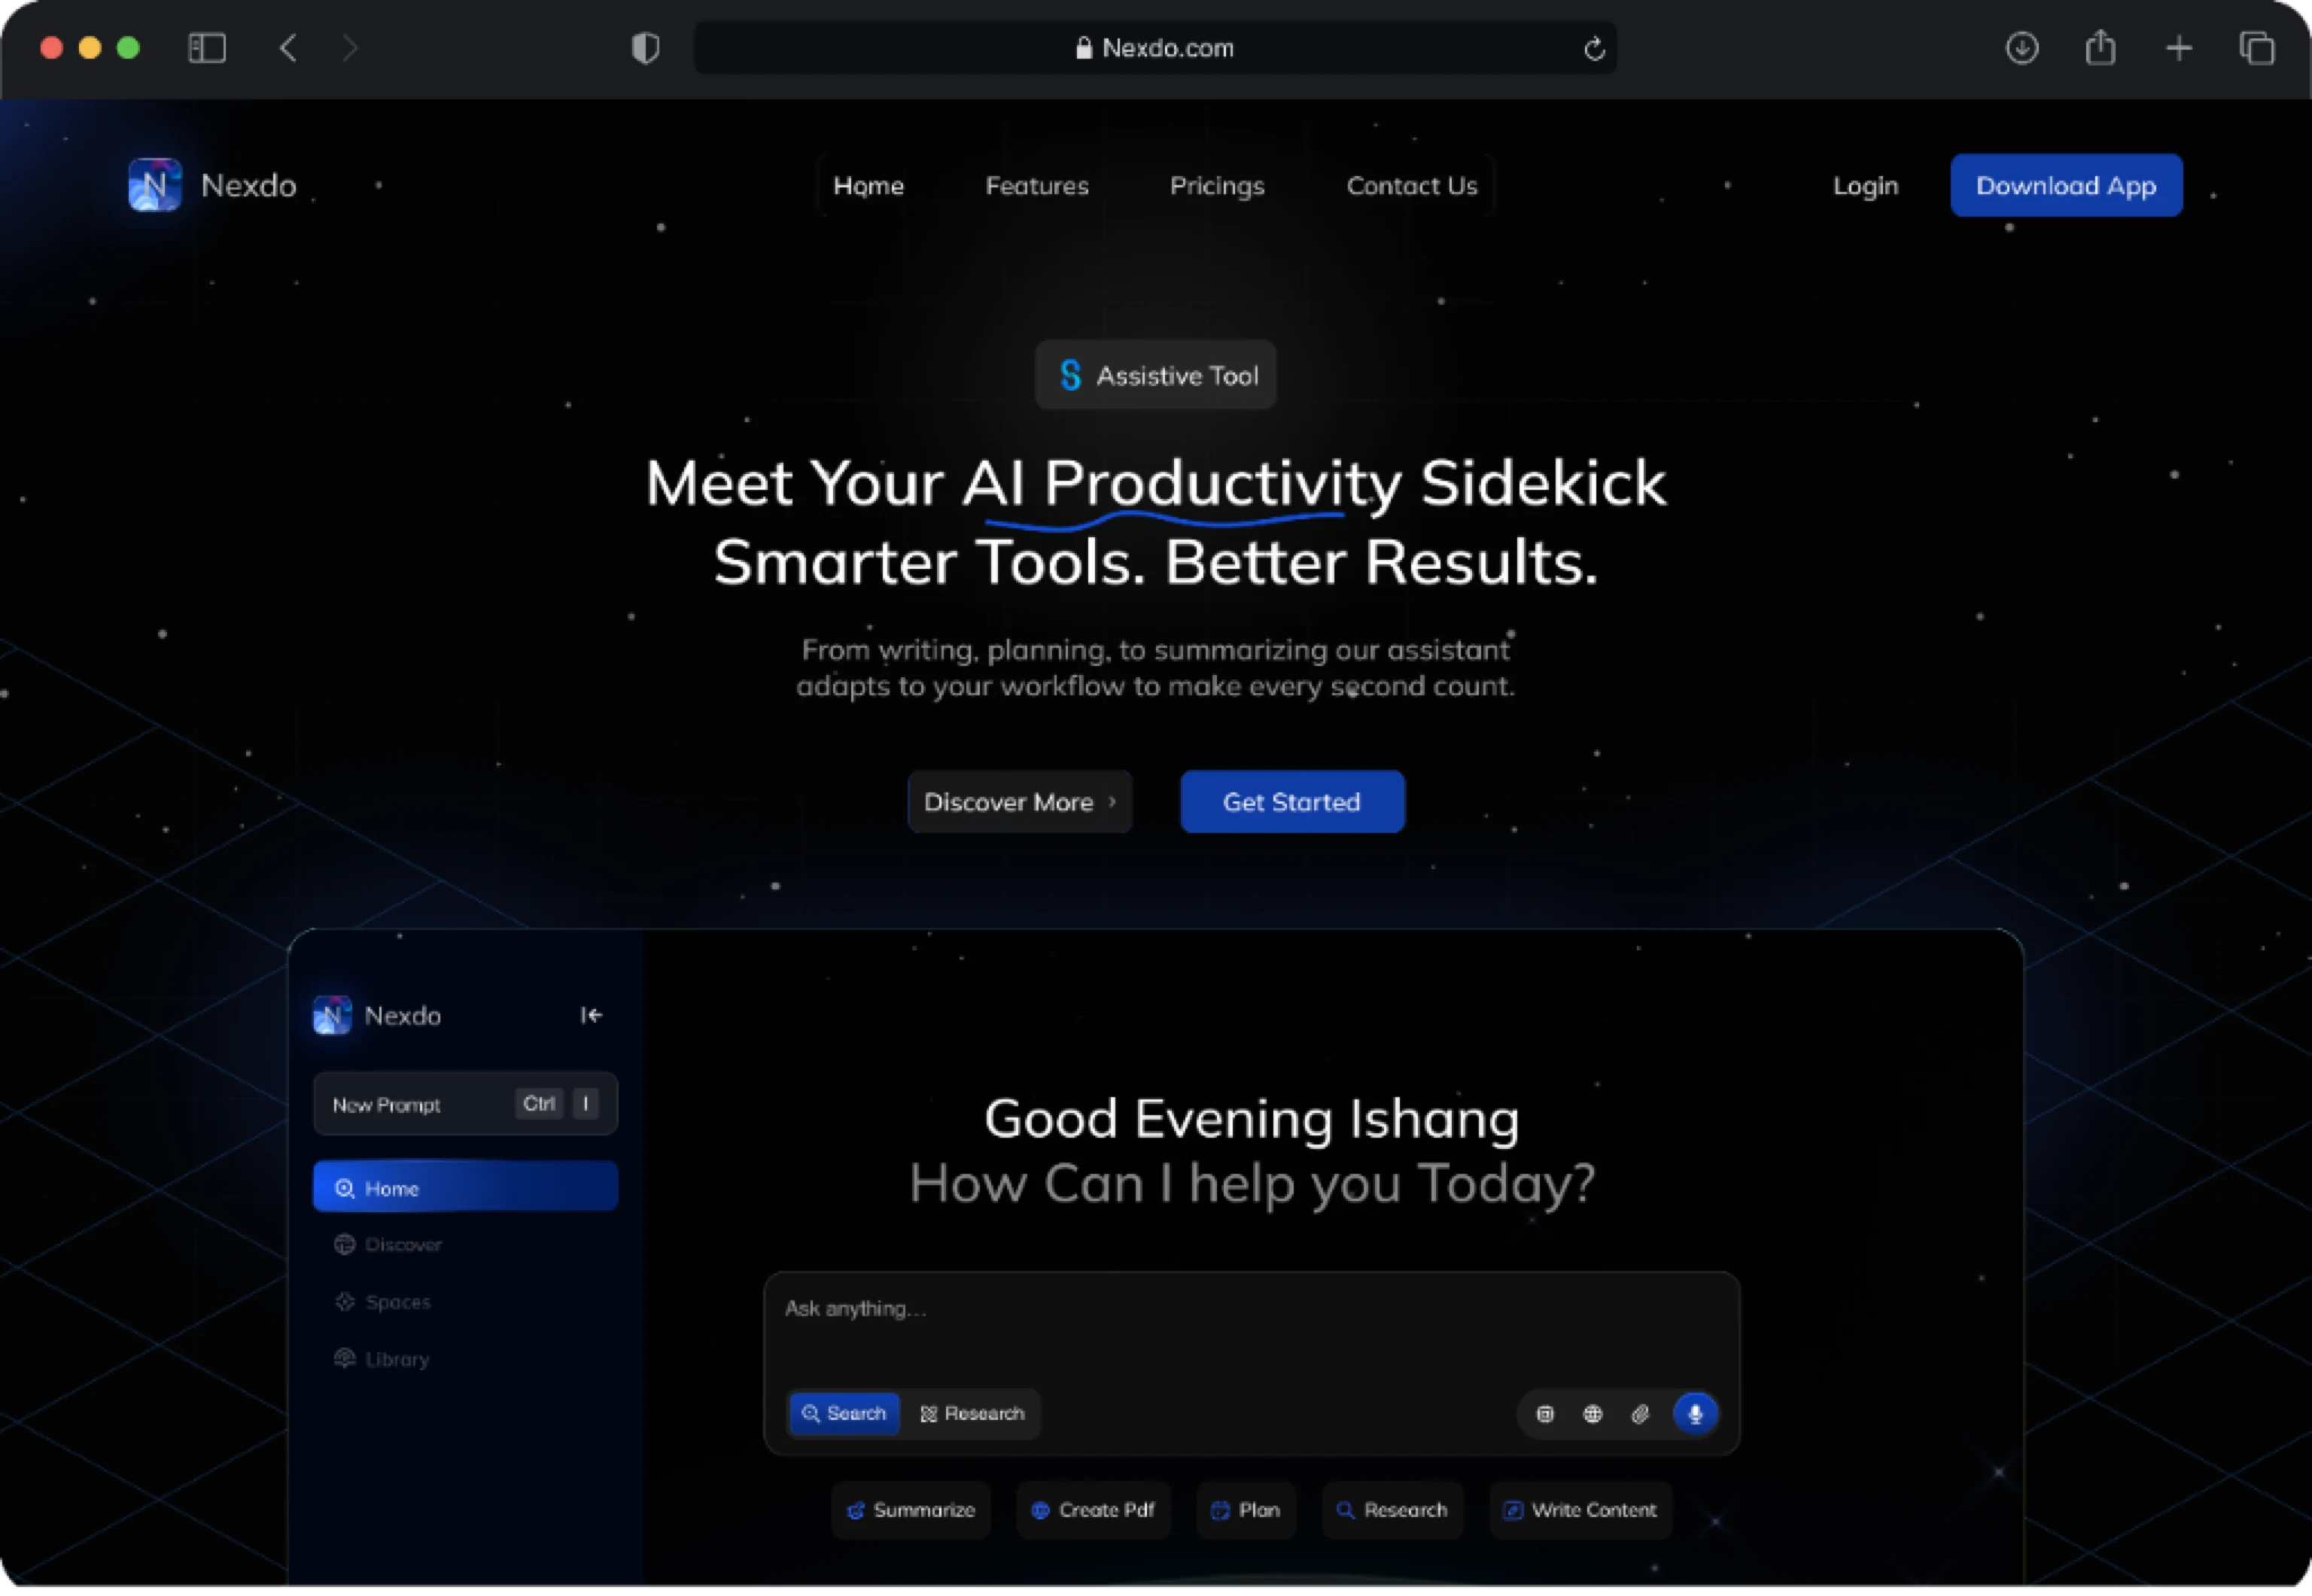 Nexdo.com
N Nexdo
Home Features Pricings Contact Us
Login Download App
Assistive Tool
Meet Your AI Productivity Sidekick
Smarter Tools. Better Results.
From writing, planning, to summarizing our assistant
adapts to your workflow to make every second count.
Discover More Get Started
N Nexdo
New Prompt Ctrl I
Home
Discover
Spaces
Library
Good Evening Ishang
How Can I help you Today?
Ask anything...
Search Research
Summarize Create Pdf Plan Research Write Content